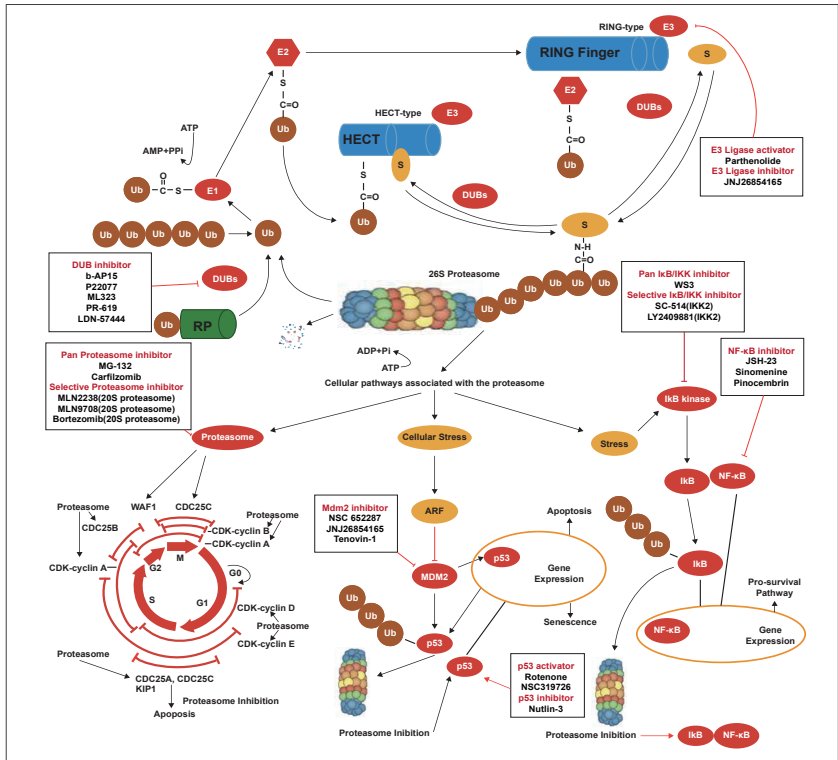 RING-type
E3
E2
RING Finger
S
S
C=O
Ub
HECT-type
E3
HECT
S
S
C=O
Ub
E2
S
C=O
Ub
DUBs
E3 Ligase activator
Parthenolide
E3 Ligase inhibitor
JNJ26854165
ATP
AMP+PPi
Ub
O
C
S
E1
DUBs
S
N-H
C=O
Ub Ub Ub Ub Ub
Ub
Ub Ub Ub Ub Ub Ub
DUB inhibitor
b-AP15
P22077
ML323
PR-619
LDN-57444
DUBs
Ub
RP
26S Proteasome
ADP+Pi
ATP
Cellular pathways associated with the proteasome
Pan IκB/IKK inhibitor
WS3
Selective IκB/IKK inhibitor
SC-514(IKK2)
LY2409881(IKK2)
NF-κB inhibitor
JSH-23
Sinomenine
Pinocembrin
Pan Proteasome inhibitor
MG-132
Carfilzomib
Selective Proteasome inhibitor
MLN2238(20S proteasome)
MLN9708(20S proteasome)
Bortezomib(20S proteasome)
Proteasome
Cellular Stress
Stress
IkB kinase
IkB
NF-κB
Ub
Ub
Ub
IkB
Pro-survival
Pathway
NF-κB
Gene
Expression
Proteasome Inibition
IkB
NF-κB
WAF1
CDC25C
Proteasome
CDC25B
Proteasome
CDK-cyclin B
CDK-cyclin A
CDK-cyclin A
M
G2
G0
S
G1
CDK-cyclin D
Proteasome
CDK-cyclin E
Proteasome
CDC25A, CDC25C
KIP1
Proteasome Inhibition
Apoposis
ARF
Mdm2 inhibitor
NSC 652287
JNJ26854165
Tenovin-1
MDM2
Apoptosis
p53
Gene
Expression
Senescence
Ub
Ub
Ub
p53
p53
p53 activator
Rotenone
NSC319726
p53 inhibitor
Nutlin-3
Proteasome Inibition